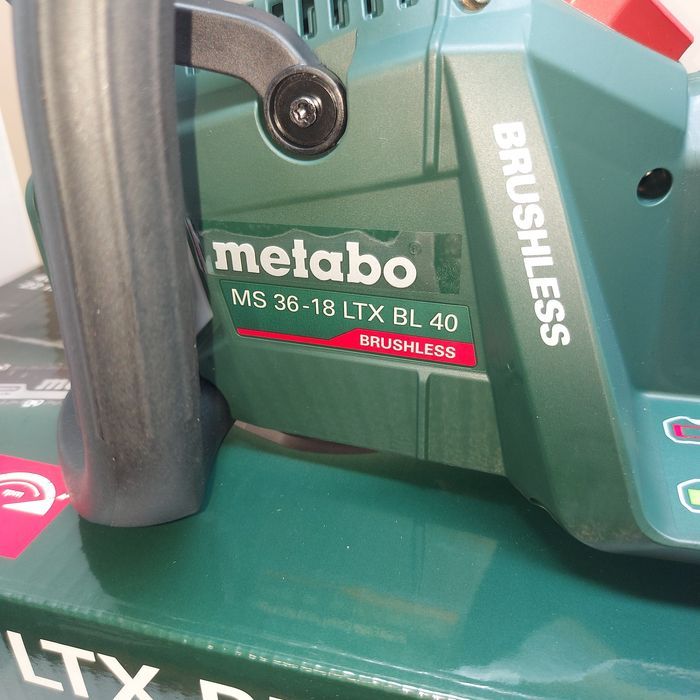 metabo
MS 36-18 LTX BL 40
BRUSHLESS
BRUSHLESS
LTX